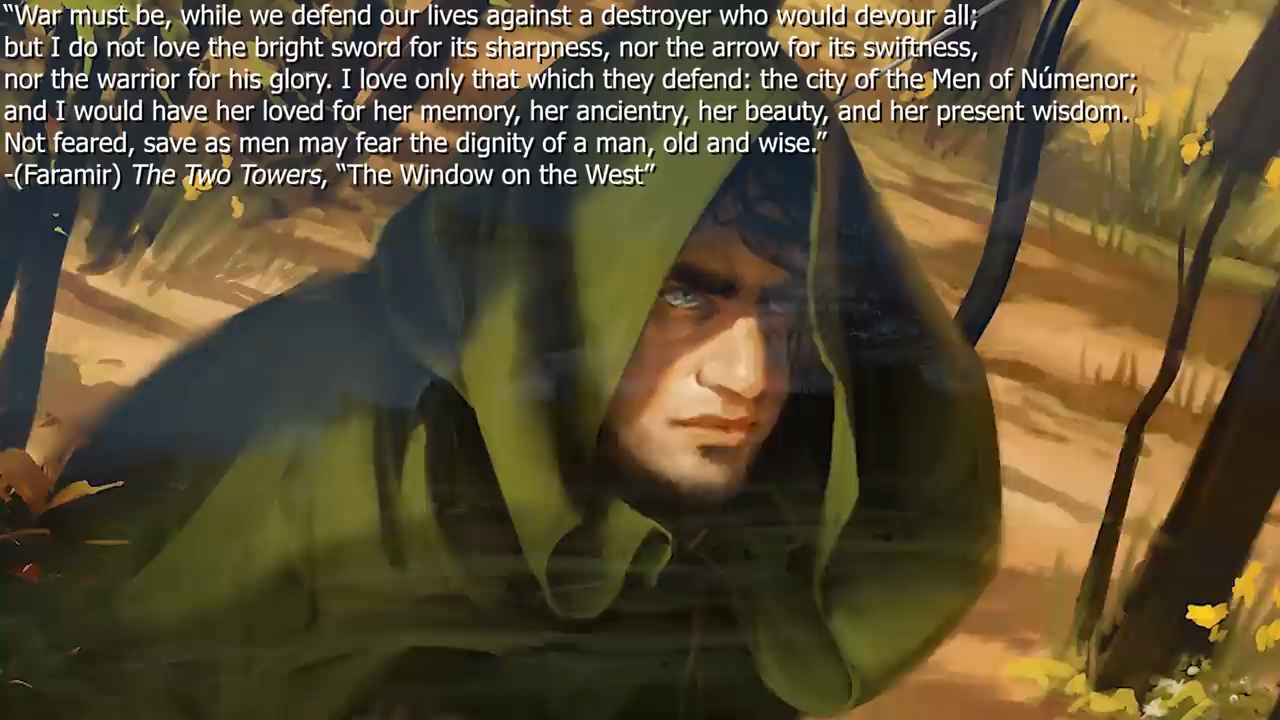 “War must be, while we defend our lives against a destroyer who would devour all;
but I do not love the bright sword for its sharpness, nor the arrow for its swiftness,
nor the warrior for his glory. I love only that which they defend: the city of the Men of Númenor;
and I would have her loved for her memory, her ancientry, her beauty, and her present wisdom.
Not feared, save as men may fear the dignity of a man, old and wise.”
-(Faramir) The Two Towers, “The Window on the West”